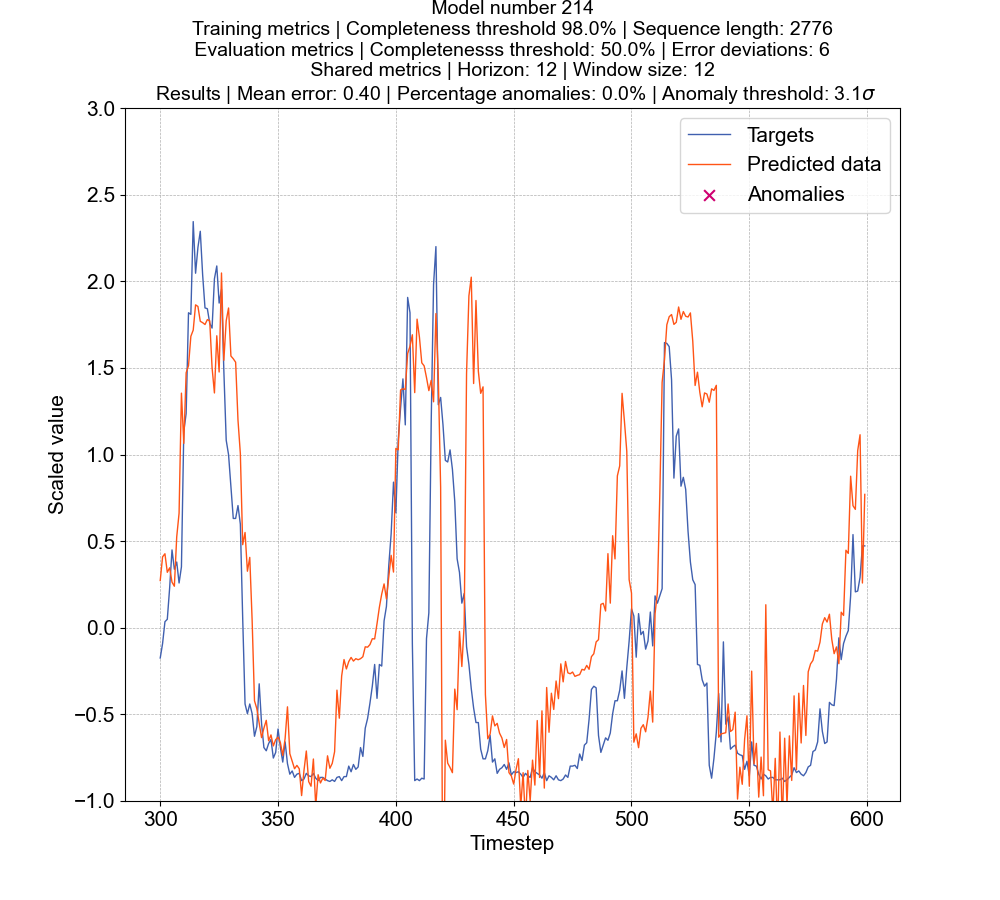 Model number 214
Training metrics | Completeness threshold 98.0% | Sequence length: 2776
Evaluation metrics | Completenesss threshold: 50.0% | Error deviations: 6
Shared metrics | Horizon: 12 | Window size: 12
Results | Mean error: 0.40 | Percentage anomalies: 0.0% | Anomaly threshold: 3.1σ
3.0
2.5
2.0
1.5
1.0
0.5
0.0
−0.5
−1.0
Scaled value
Targets
Predicted data
Anomalies
300 350 400 450 500 550 600
Timestep